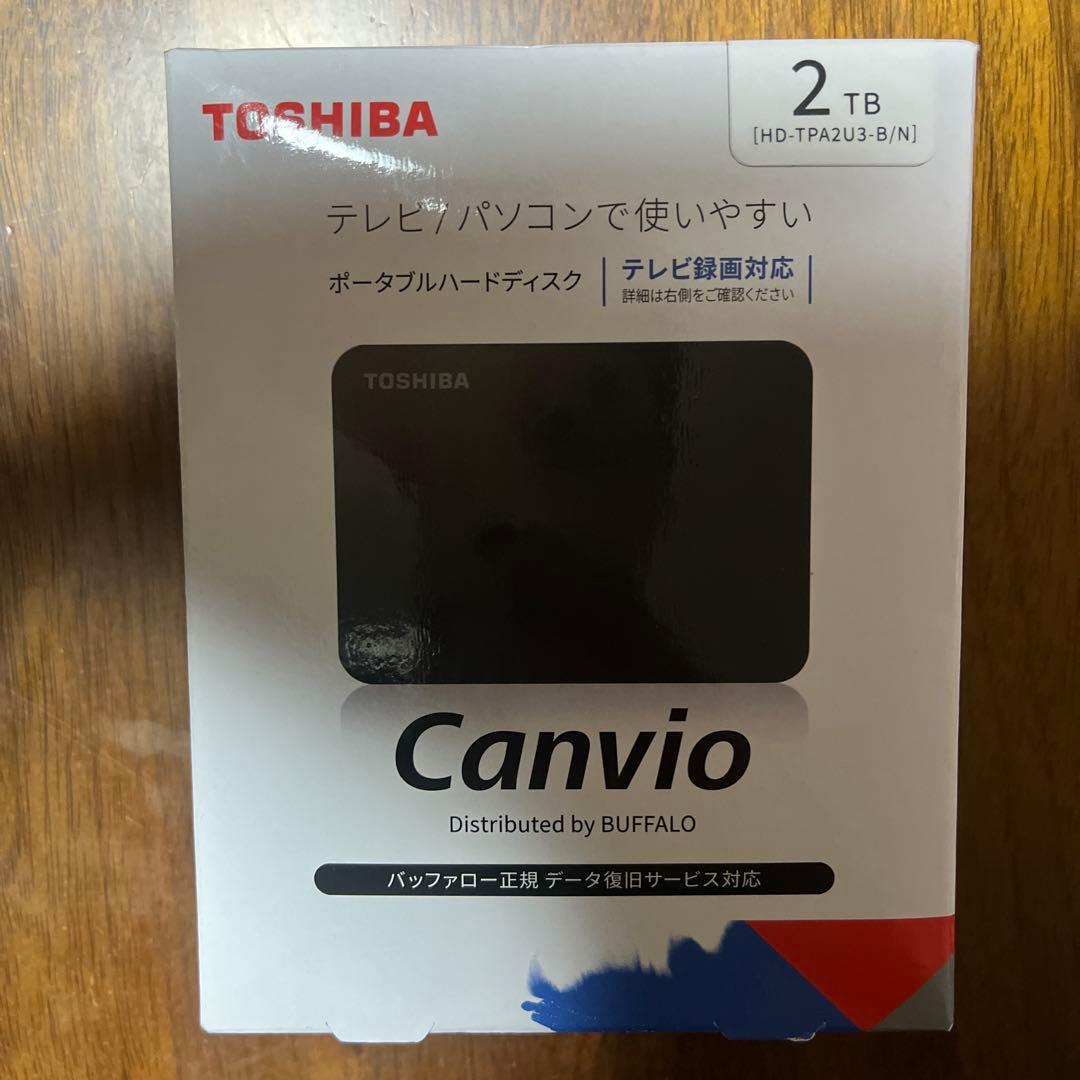 TOSHIBA
2 TB
[HD-TPA2U3-B/N]
テレビ/パソコンで使いやすい
ポータブルハードディスク
テレビ録画対応
詳細は右側をご確認ください
TOSHIBA
Canvio
Distributed by BUFFALO
バッファロー正規 データ復旧サービス対応